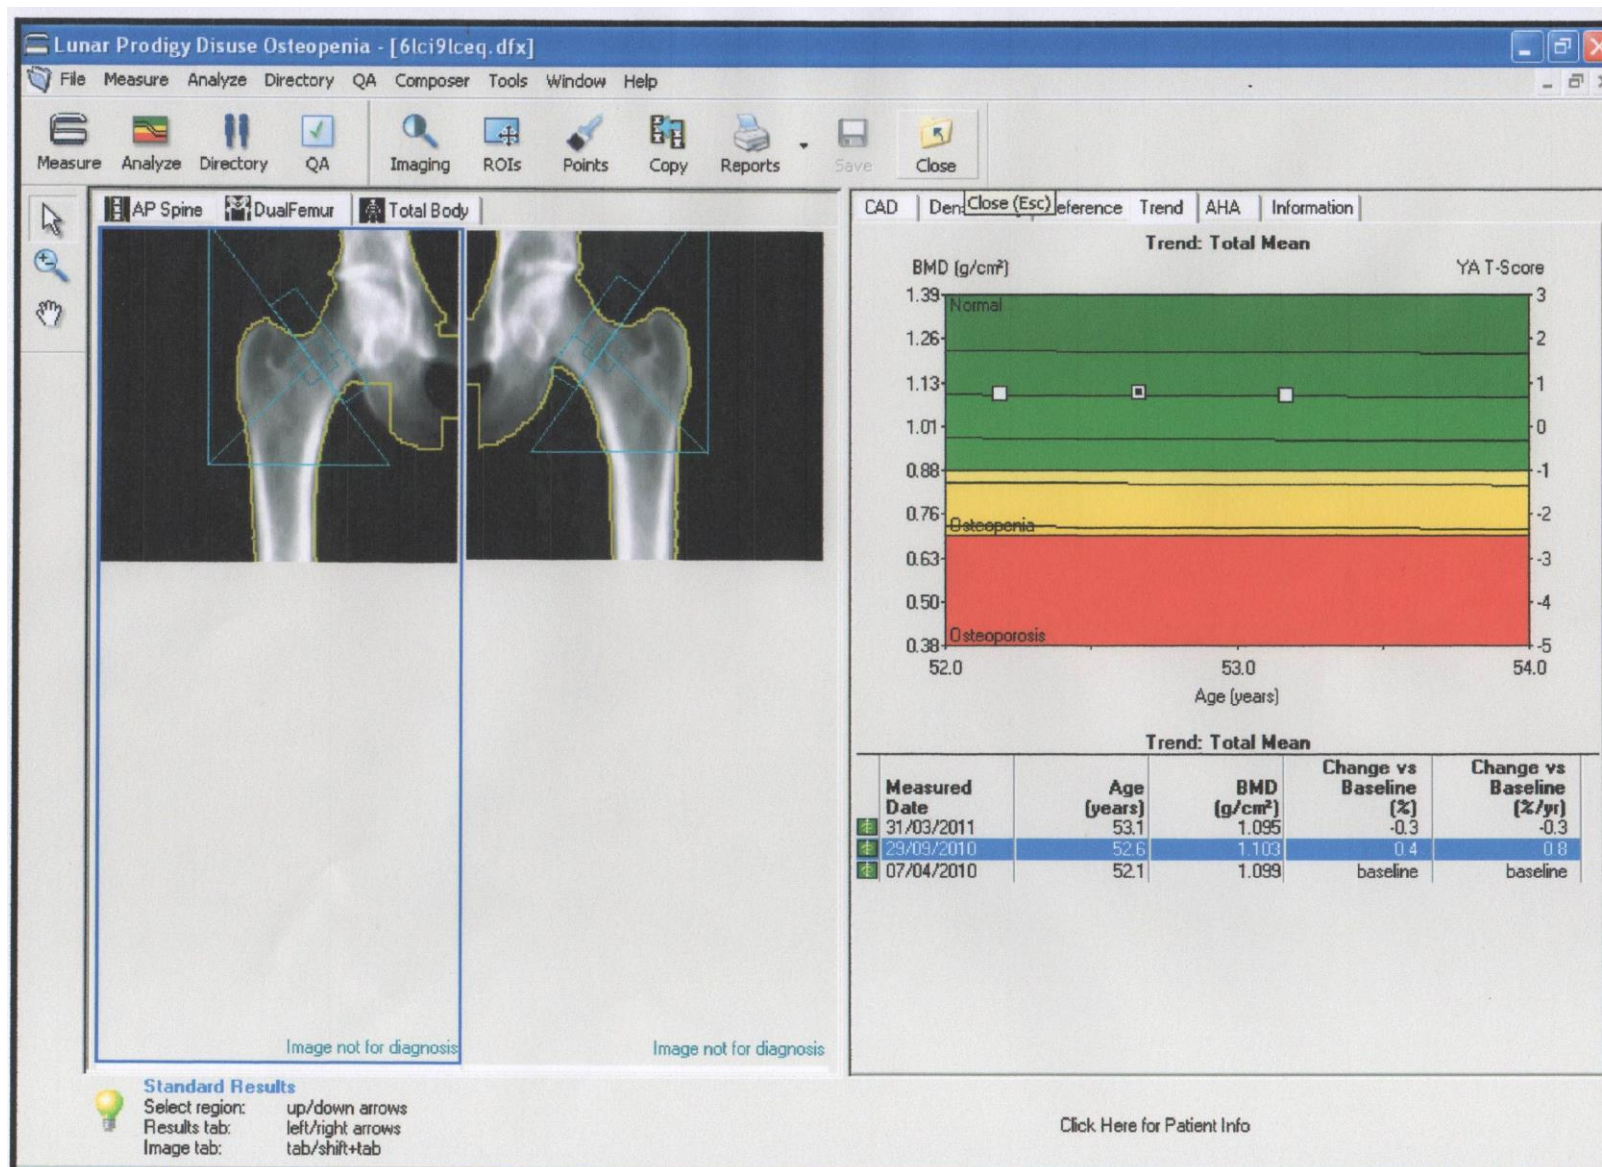 Lunar Prodigy Disuse Osteopenia - [6lci9lceq.dfx]
File Measure Analyze Directory QA Composer Tools Window Help
Measure Analyze Directory QA Imaging ROIs Points Copy Reports Save Close
Close (Esc)
AP Spine DualFemur Total Body
CAD Den eference Trend AHA Information
Trend: Total Mean
BMD (g/cm²) YA T-Score
1.39 3
Normal
1.26 2
1.13 1
1.01 0
0.88 -1
0.76 -2
Osteopenia
0.63 -3
0.50 -4
Osteoporosis
0.38 -5
52.0 53.0 54.0
Age (years)
Trend: Total Mean
Measured Date Age (years) BMD (g/cm²) Change vs Baseline (%) Change vs Baseline (%/yr)
31/03/2011 53.1 1.095 -0.3 -0.3
29/09/2010 52.6 1.103 0.4 0.8
07/04/2010 52.1 1.099 baseline baseline
Image not for diagnosis Image not for diagnosis
Standard Results
Select region: up/down arrows
Results tab: left/right arrows
Image tab: tab/shift+tab
Click Here for Patient Info